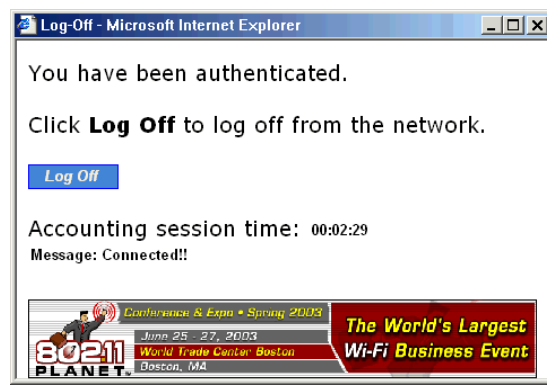 Log-Off - Microsoft Internet Explorer
You have been authenticated.
Click Log Off to log off from the network.
Log Off
Accounting session time: 00:02:29
Message: Connected!!
Conference & Expo • Spring 2003
June 25 - 27, 2003
World Trade Center Boston
Boston, MA
80211
PLANET
The World's Largest
Wi-Fi Business Event